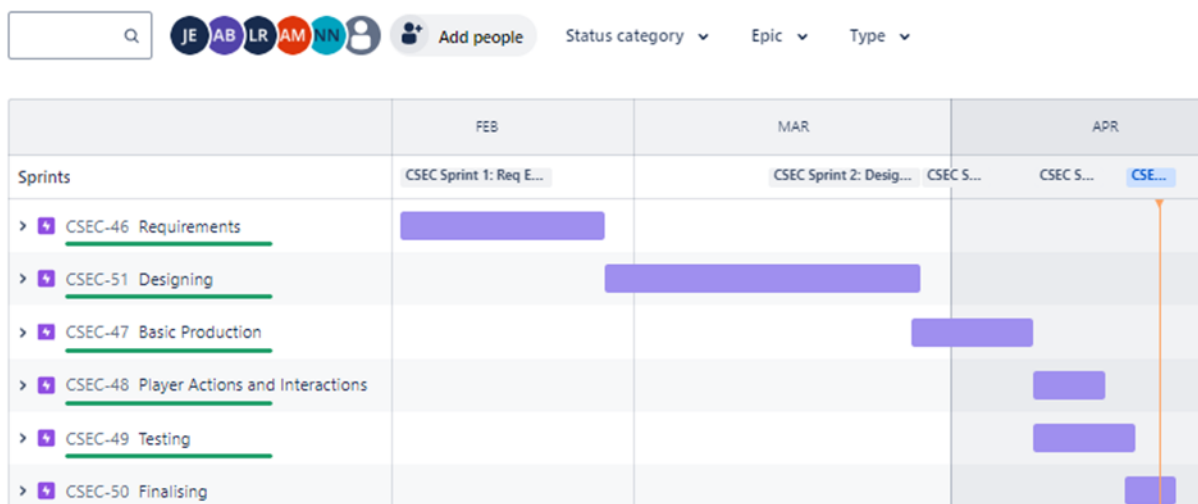 JE AB LR AM NN Add people Status category Epic Type
FEB MAR APR
Sprints CSEC Sprint 1: Req E... CSEC Sprint 2: Desig... CSEC S... CSEC S... CSE...
CSEC-46 Requirements
CSEC-51 Designing
CSEC-47 Basic Production
CSEC-48 Player Actions and Interactions
CSEC-49 Testing
CSEC-50 Finalising